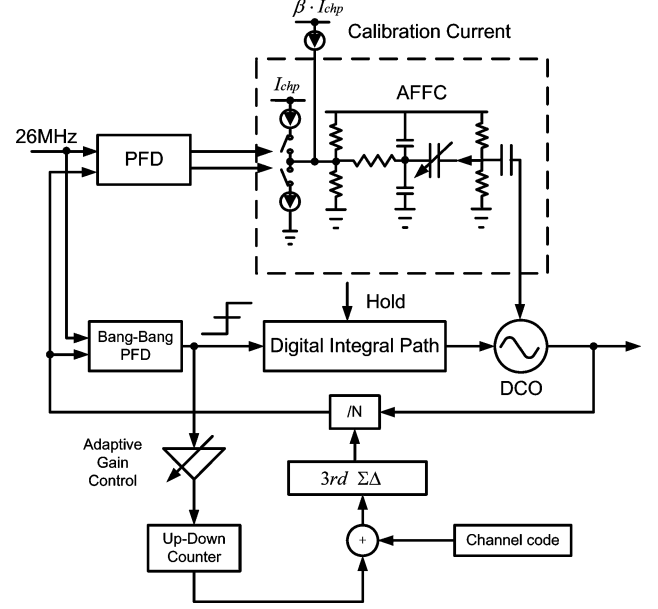 β · I_chp
Calibration Current
I_chp
AFFC
26MHz
PFD
Hold
Bang-Bang
PFD
Digital Integral Path
DCO
/N
Adaptive
Gain
Control
3rd ΣΔ
Up-Down
Counter
+
Channel code